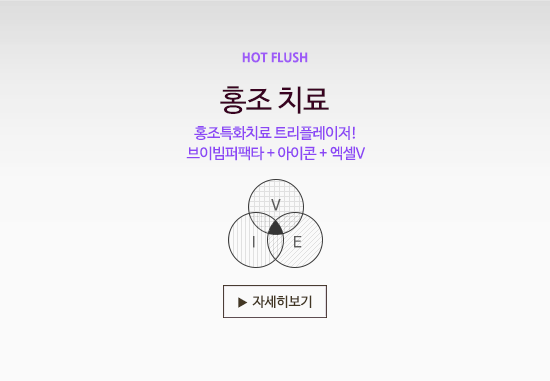 HOT FLUSH
홍조 치료
홍조특화치료 트리플레이저!
브이빔퍼팩타 + 아이콘 + 엑셀V
V
I E
▶ 자세히보기